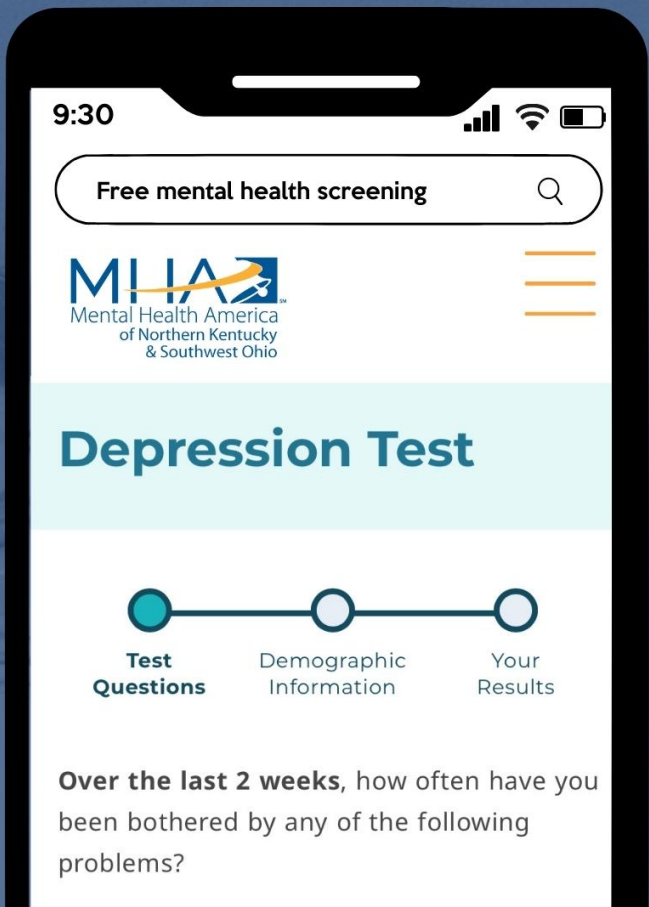 9:30
Free mental health screening
MHA
Mental Health America
of Northern Kentucky
& Southwest Ohio
Depression Test
Test
Questions
Demographic
Information
Your
Results
Over the last 2 weeks, how often have you
been bothered by any of the following
problems?